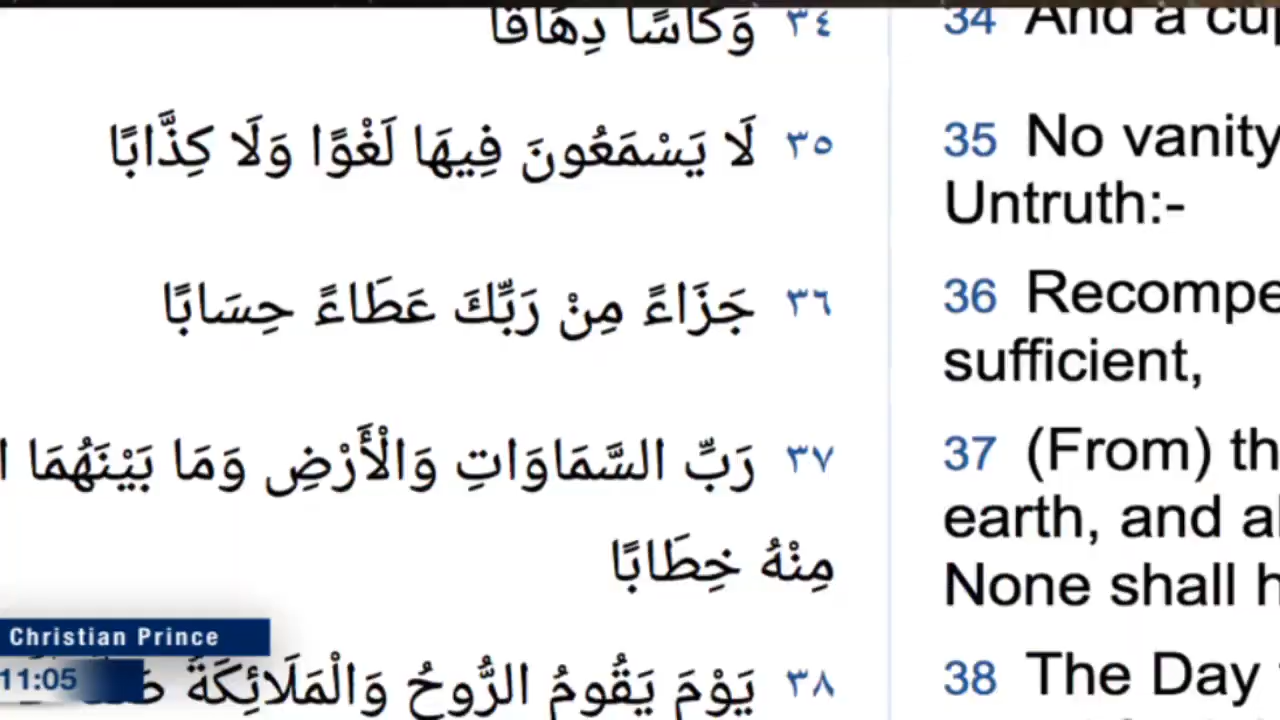 ٣٤ وَكَأْسًا دِهَاقًا
34 And a cup
٣٥ لَا يَسْمَعُونَ فِيهَا لَغْوًا وَلَا كِذَّابًا
35 No vanity
Untruth:-
٣٦ جَزَاءً مِنْ رَبِّكَ عَطَاءً حِسَابًا
36 Recompe
sufficient,
٣٧ رَبِّ السَّمَاوَاتِ وَالْأَرْضِ وَمَا بَيْنَهُمَا
مِنْهُ خِطَابًا
37 (From) th
earth, and al
None shall h
٣٨ يَوْمَ يَقُومُ الرُّوحُ وَالْمَلَائِكَةُ
38 The Day
Christian Prince
11:05